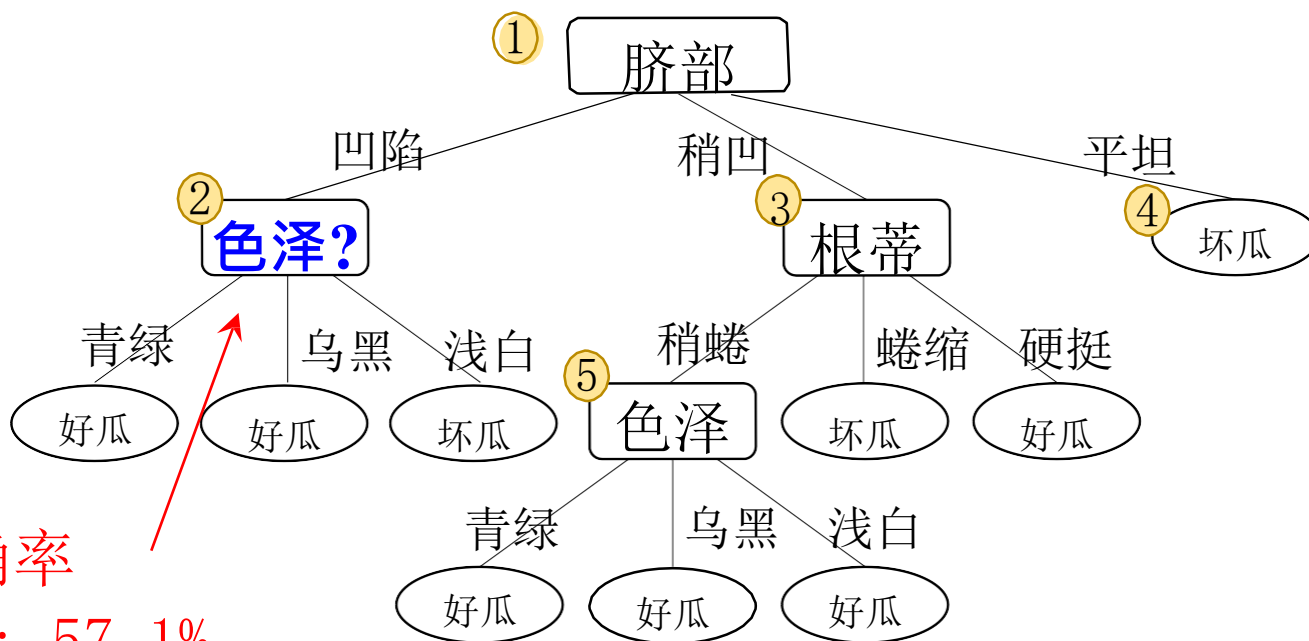 ① 脐部
凹陷 稍凹 平坦
② 色泽? ③ 根蒂 ④ 坏瓜
青绿 乌黑 浅白 稍蜷 蜷缩 硬挺
好瓜 好瓜 坏瓜 ⑤ 色泽 坏瓜 好瓜
青绿 乌黑 浅白
率
好瓜 好瓜 好瓜
: 57.1%